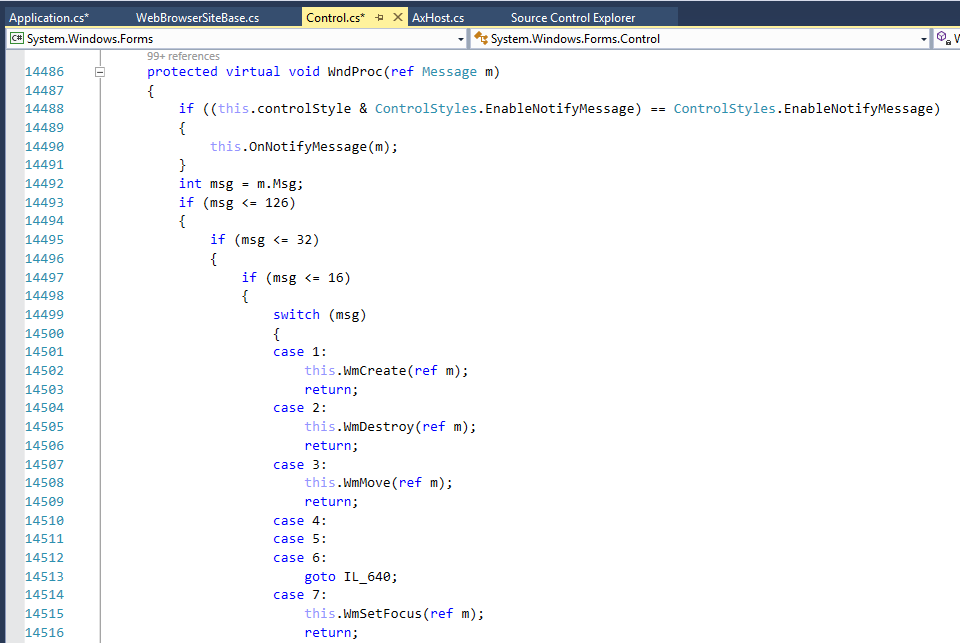 Application.cs* WebBrowserSiteBase.cs Control.cs* AxHost.cs Source Control Explorer
C# System.Windows.Forms System.Windows.Forms.Control W
99+ references
14486 protected virtual void WndProc(ref Message m)
14487 {
14488 if ((this.controlStyle & ControlStyles.EnableNotifyMessage) == ControlStyles.EnableNotifyMessage)
14489 {
14490 this.OnNotifyMessage(m);
14491 }
14492 int msg = m.Msg;
14493 if (msg <= 126)
14494 {
14495 if (msg <= 32)
14496 {
14497 if (msg <= 16)
14498 {
14499 switch (msg)
14500 {
14501 case 1:
14502 this.WmCreate(ref m);
14503 return;
14504 case 2:
14505 this.WmDestroy(ref m);
14506 return;
14507 case 3:
14508 this.WmMove(ref m);
14509 return;
14510 case 4:
14511 case 5:
14512 case 6:
14513 goto IL_640;
14514 case 7:
14515 this.WmSetFocus(ref m);
14516 return;